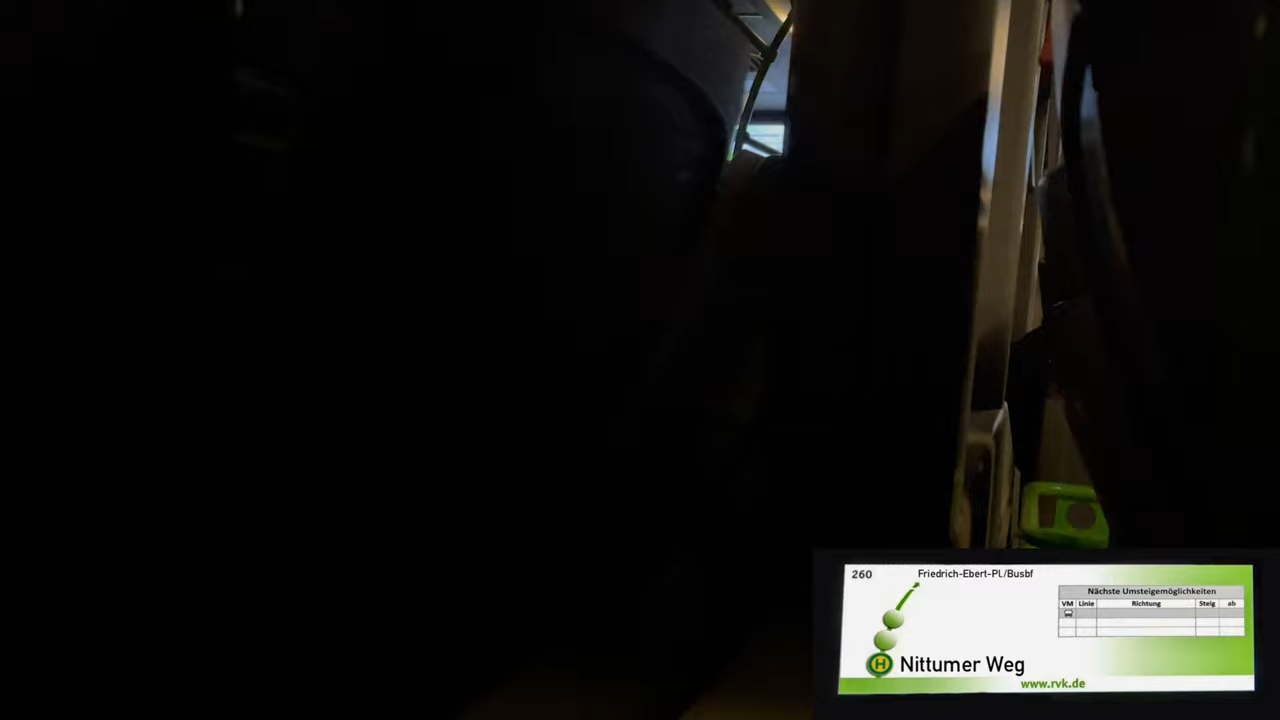 260 Friedrich-Ebert-Pl./Busbf
Nächste Umsteigemöglichkeiten
VM Linie Richtung Steig ab
H Nittumer Weg
www.rvk.de